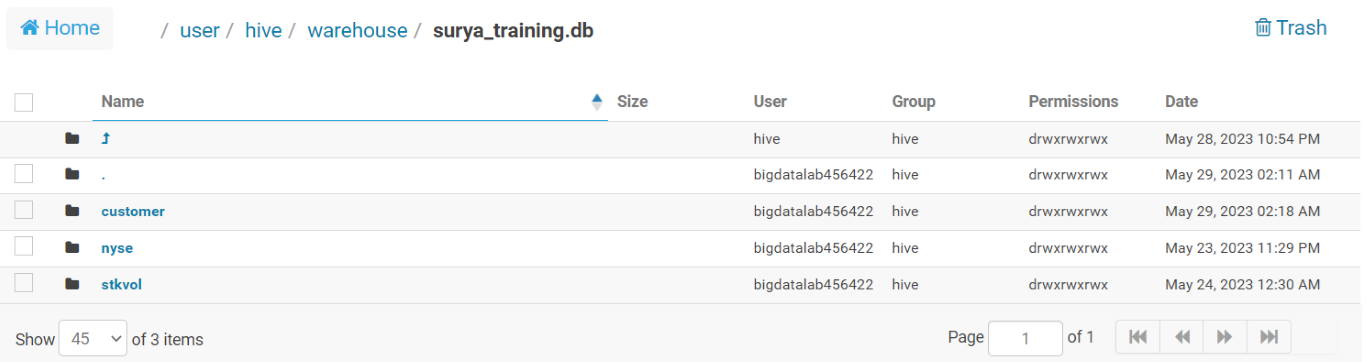 Home / user / hive / warehouse / surya_training.db Trash
Name Size User Group Permissions Date
hive hive drwxrwxrwx May 28, 2023 10:54 PM
. bigdatalab456422 hive drwxrwxrwx May 29, 2023 02:11 AM
customer bigdatalab456422 hive drwxrwxrwx May 29, 2023 02:18 AM
nyse bigdatalab456422 hive drwxrwxrwx May 23, 2023 11:29 PM
stkvol bigdatalab456422 hive drwxrwxrwx May 24, 2023 12:30 AM
Show 45 of 3 items Page 1 of 1